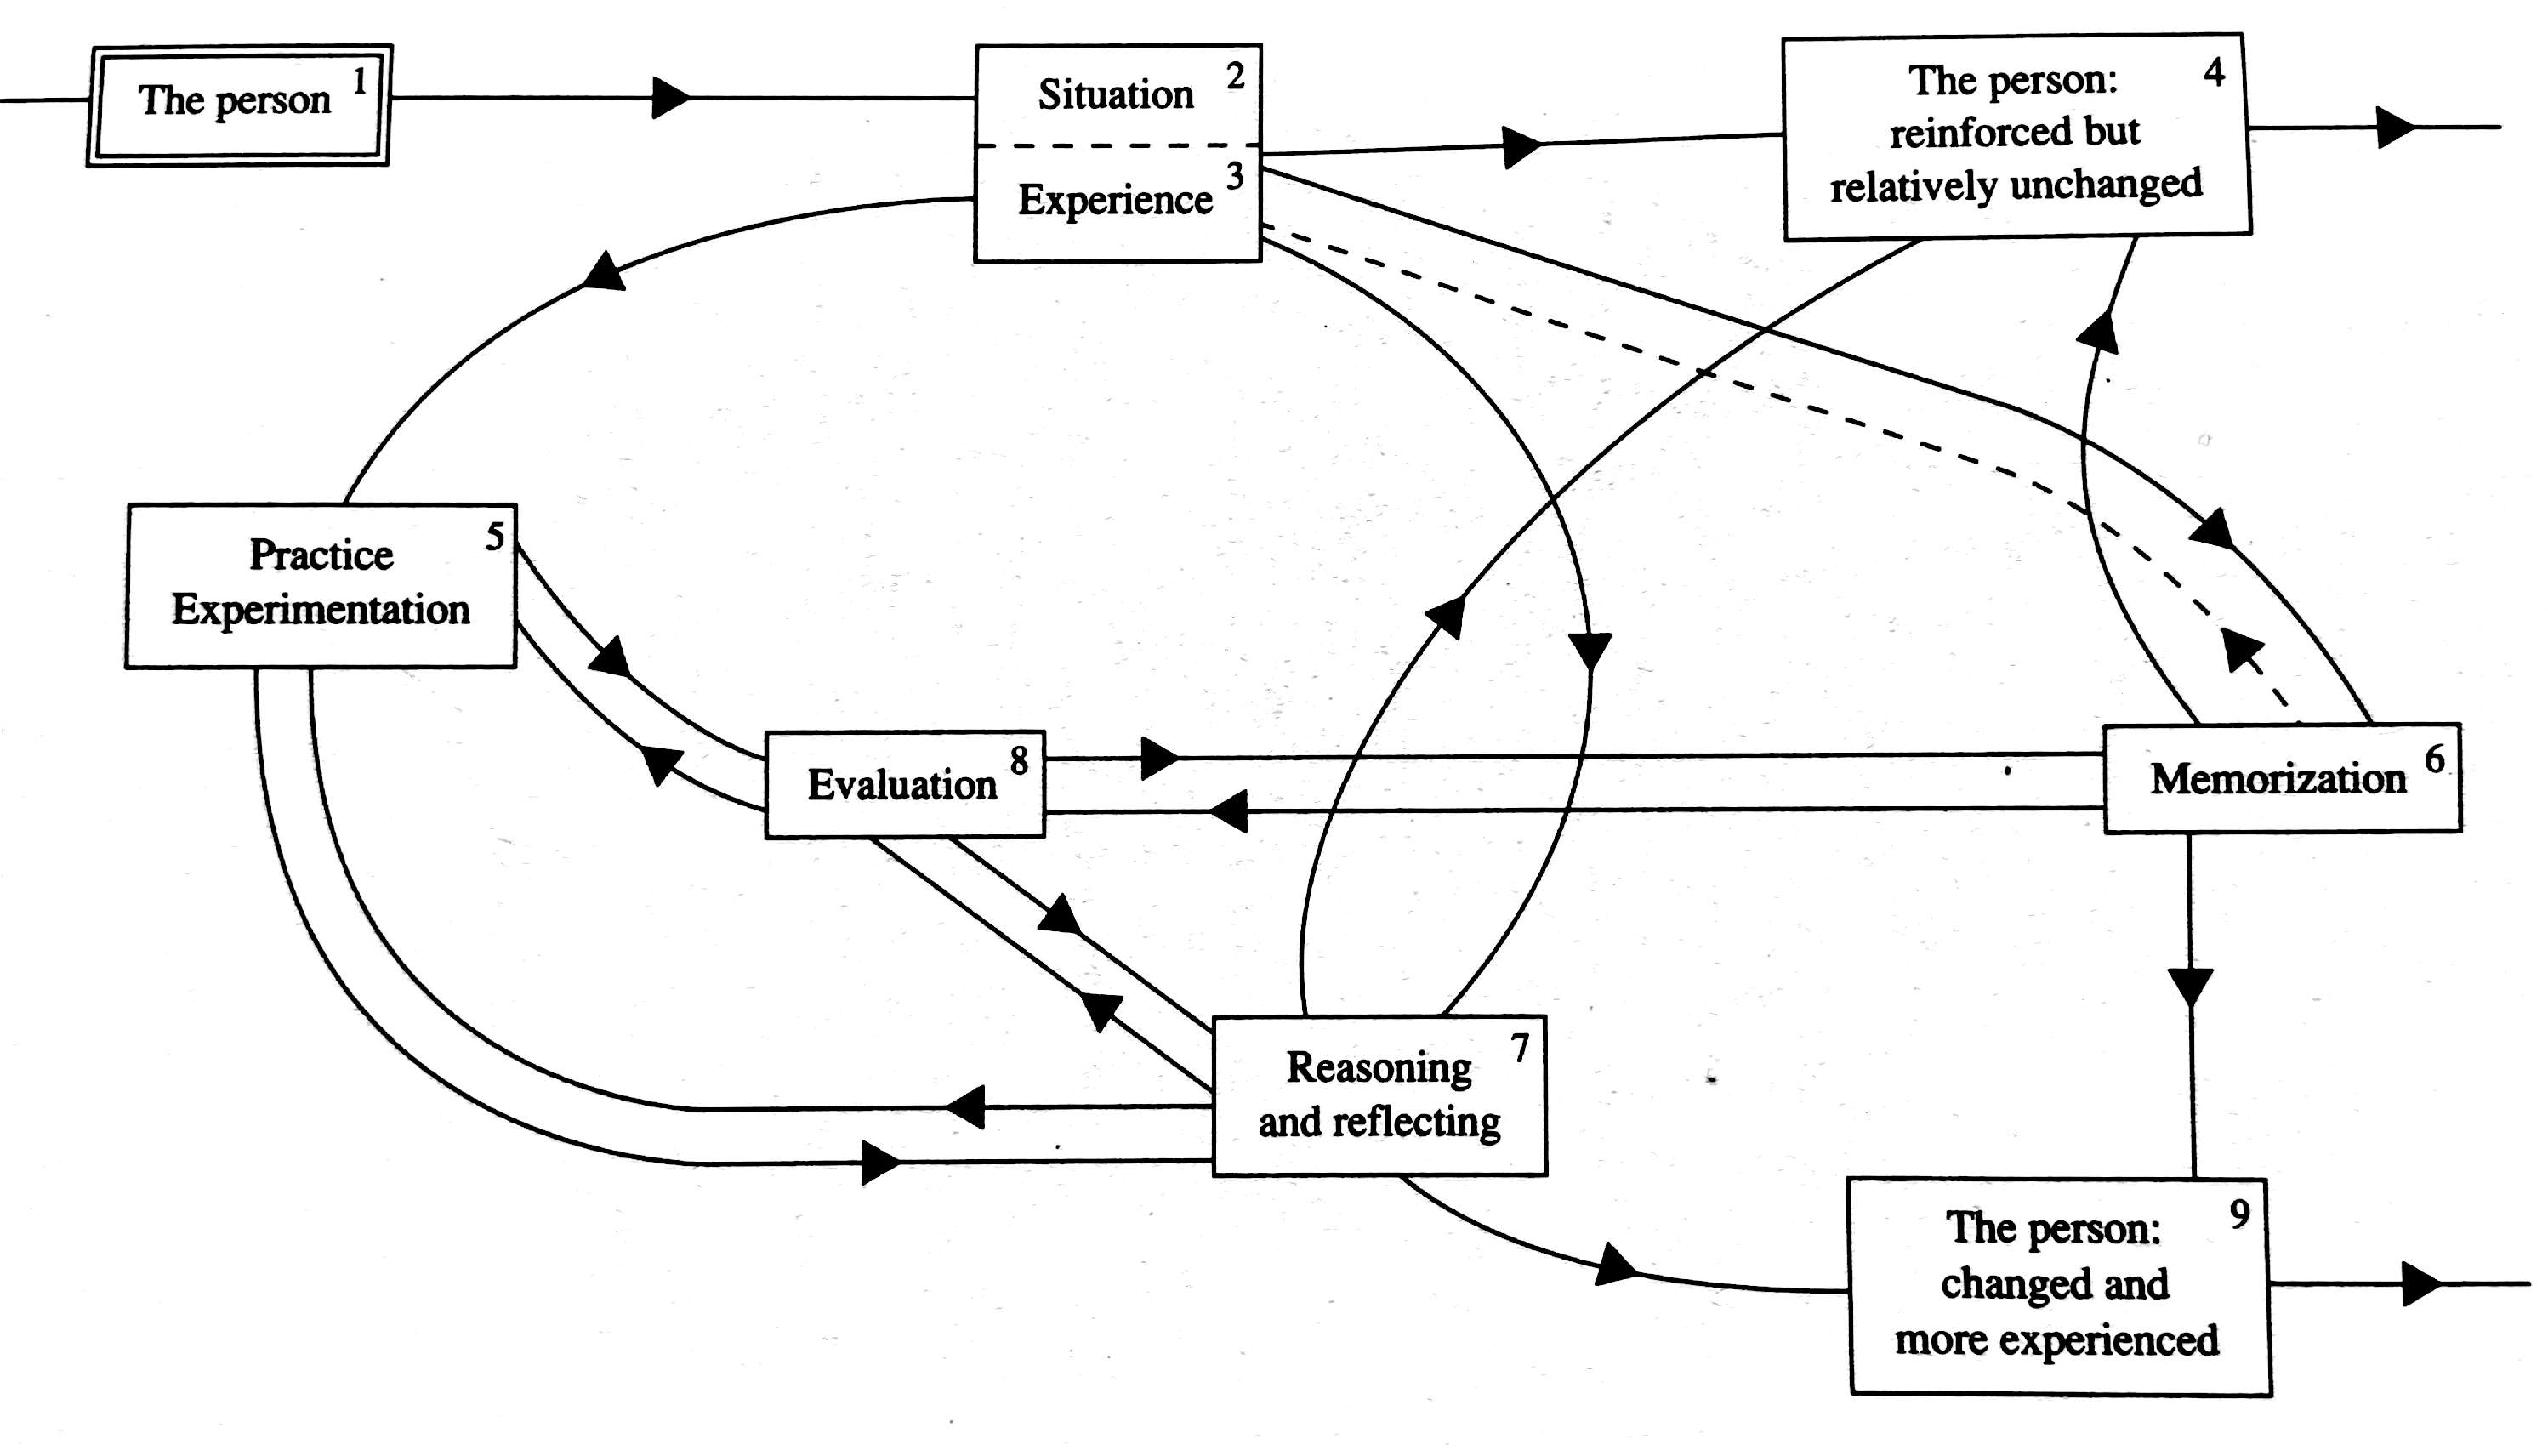 The person 1
Situation 2
Experience 3
The person: 4
reinforced but
relatively unchanged
Practice 5
Experimentation
Evaluation 8
Memorization 6
Reasoning 7
and reflecting
The person: 9
changed and
more experienced